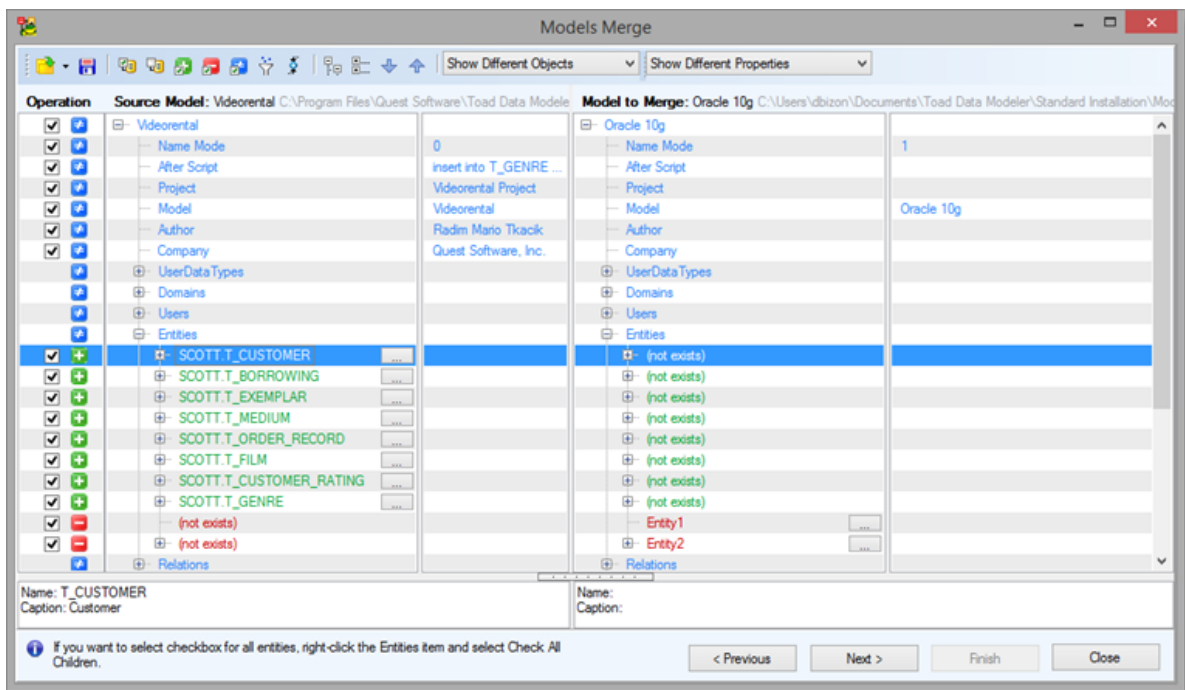 Models Merge
Show Different Objects Show Different Properties
Operation Source Model: Videorental C:\Program Files\Quest Software\Toad Data Modele Model to Merge: Oracle 10g C:\Users\dbizon\Documents\Toad Data Modeler\Standard Installation\Moc
Videorental Oracle 10g
Name Mode 0 Name Mode 1
After Script insert into T_GENRE ... After Script
Project Videorental Project Project
Model Videorental Model Oracle 10g
Author Radim Mario Tkacik Author
Company Quest Software, Inc. Company
UserDataTypes UserDataTypes
Domains Domains
Users Users
Entities Entities
SCOTT.T_CUSTOMER ... (not exists)
SCOTT.T_BORROWING ... (not exists)
SCOTT.T_EXEMPLAR ... (not exists)
SCOTT.T_MEDIUM ... (not exists)
SCOTT.T_ORDER_RECORD ... (not exists)
SCOTT.T_FILM ... (not exists)
SCOTT.T_CUSTOMER_RATING ... (not exists)
SCOTT.T_GENRE ... (not exists)
(not exists) Entity1 ...
(not exists) Entity2 ...
Relations Relations
Name: T_CUSTOMER Name:
Caption: Customer Caption:
If you want to select checkbox for all entities, right-click the Entities item and select Check All
Children.
< Previous Next > Finish Close